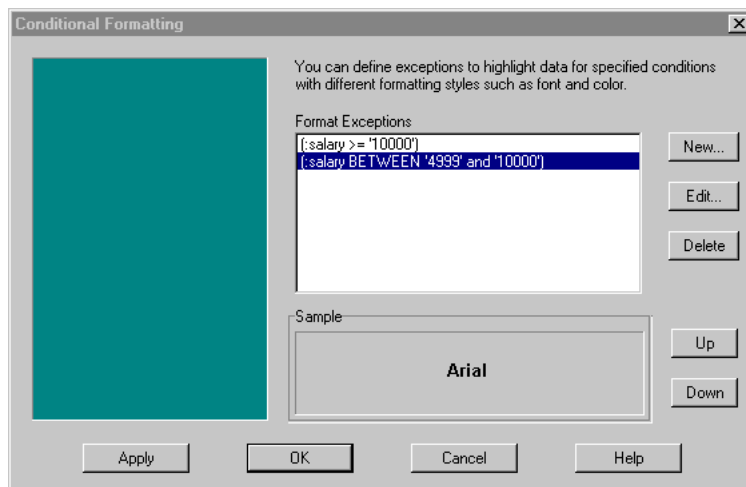 Conditional Formatting
You can define exceptions to highlight data for specified conditions
with different formatting styles such as font and color.
Format Exceptions
(:salary >= '10000')
(:salary BETWEEN '4999' and '10000')
New...
Edit...
Delete
Sample
Arial
Up
Down
Apply
OK
Cancel
Help